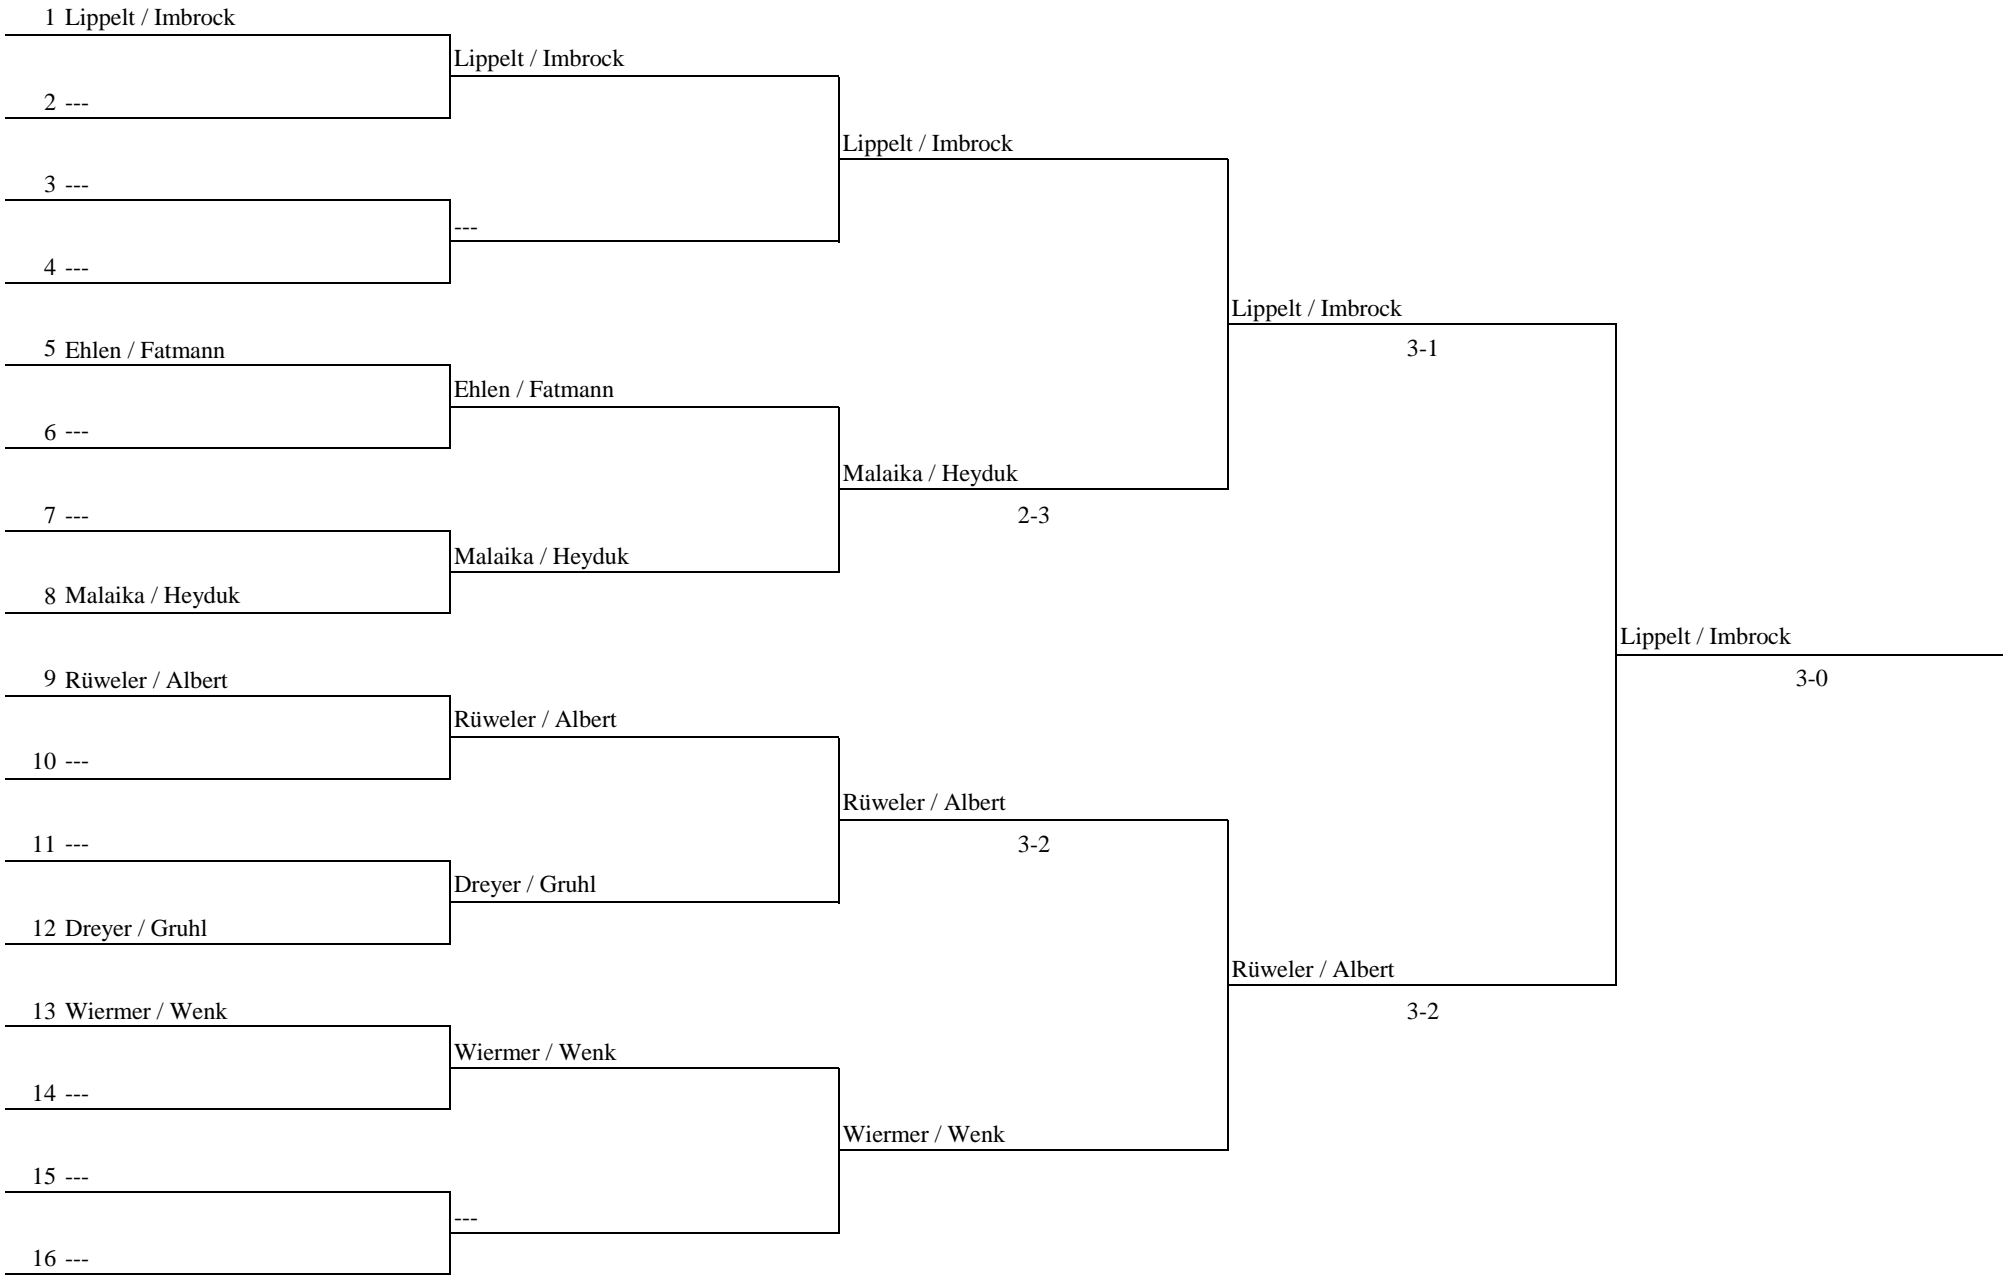 1 Lippelt / Imbrock
Lippelt / Imbrock
2 ---
Lippelt / Imbrock
3 ---
---
4 ---
Lippelt / Imbrock
5 Ehlen / Fatmann
3-1
Ehlen / Fatmann
6 ---
Malaika / Heyduk
7 ---
2-3
Malaika / Heyduk
8 Malaika / Heyduk
Lippelt / Imbrock
9 Rüweler / Albert
3-0
Rüweler / Albert
10 ---
Rüweler / Albert
11 ---
3-2
Dreyer / Gruhl
12 Dreyer / Gruhl
Rüweler / Albert
13 Wiermer / Wenk
3-2
Wiermer / Wenk
14 ---
Wiermer / Wenk
15 ---
---
16 ---